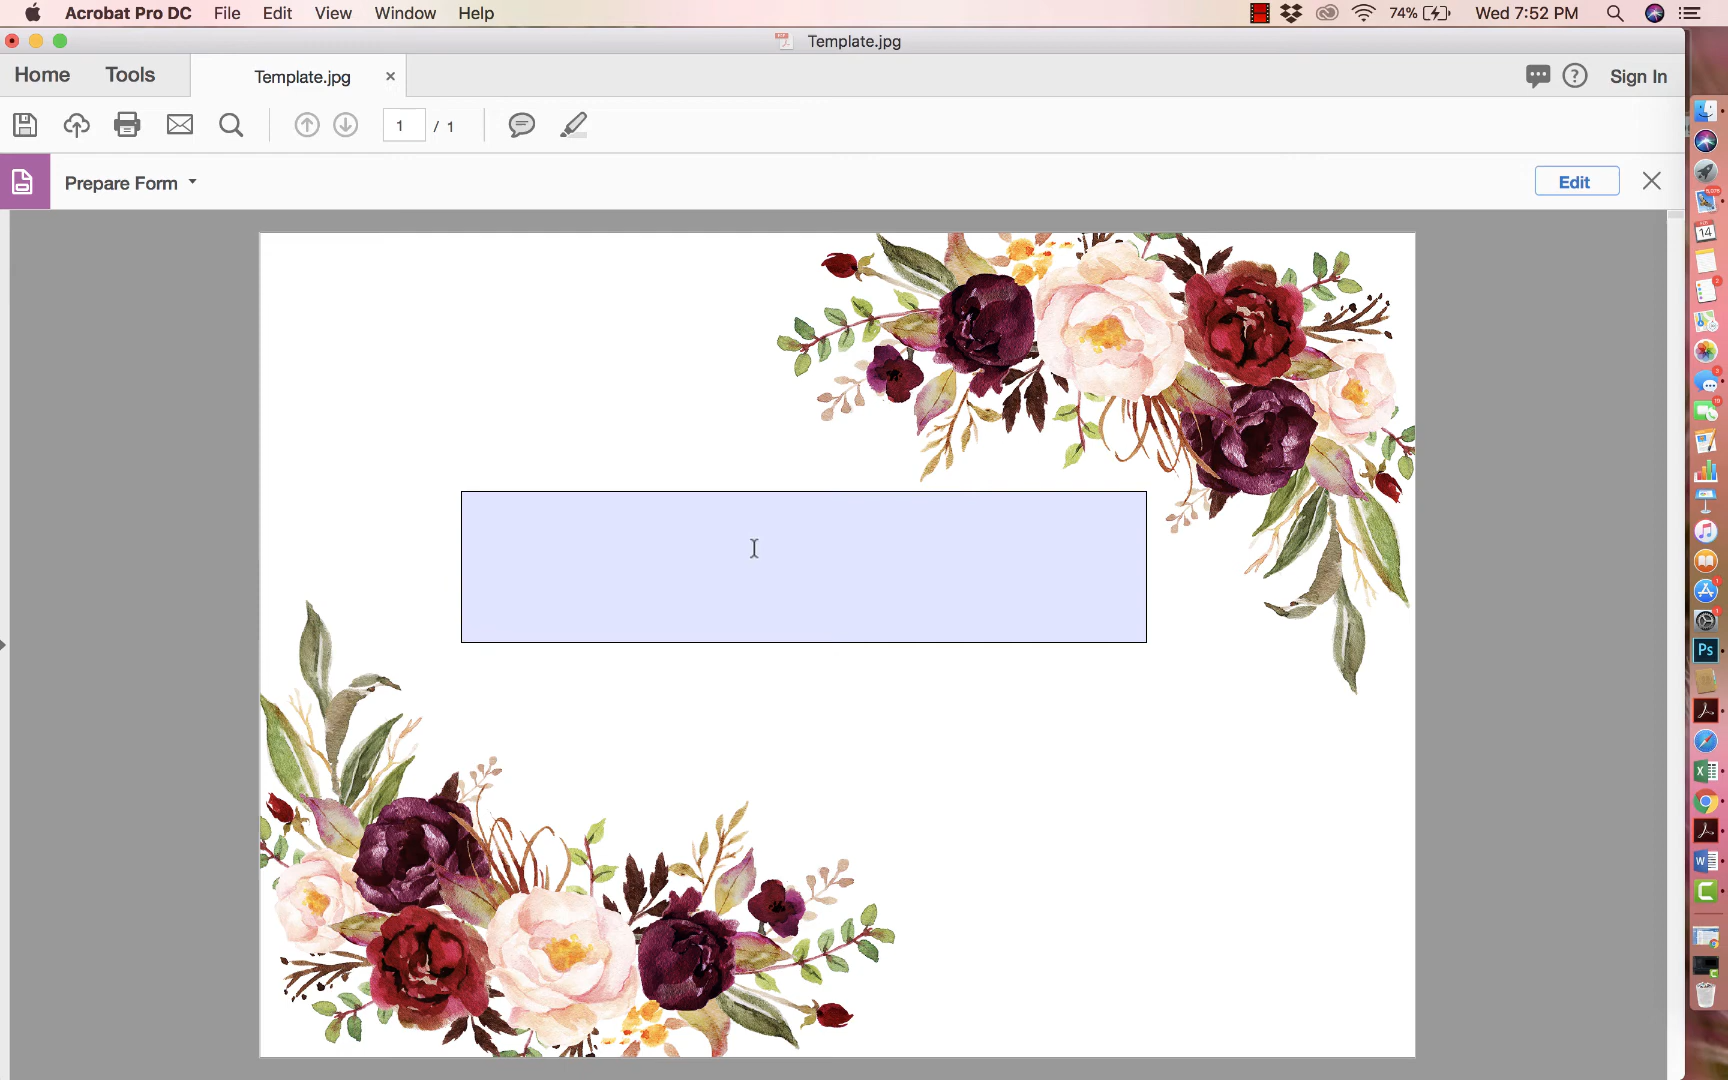 Acrobat Pro DC File Edit View Window Help 74% Wed 7:52 PM
Template.jpg
Home Tools Template.jpg Sign In
1 / 1
Prepare Form Edit
14
Ps